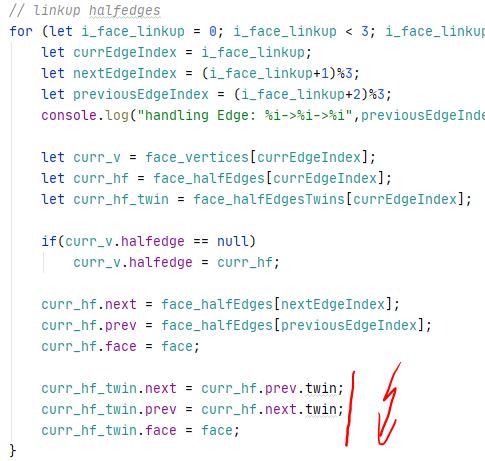 // linkup halfedges
for (let i_face_linkup = 0; i_face_linkup < 3; i_face_linkup
let currEdgeIndex = i_face_linkup;
let nextEdgeIndex = (i_face_linkup+1)%3;
let previousEdgeIndex = (i_face_linkup+2)%3;
console.log("handling Edge: %i->%i->%i",previousEdgeInde
let curr_v = face_vertices[currEdgeIndex];
let curr_hf = face_halfEdges[currEdgeIndex];
let curr_hf_twin = face_halfEdgesTwins[currEdgeIndex];
if(curr_v.halfedge == null)
curr_v.halfedge = curr_hf;
curr_hf.next = face_halfEdges[nextEdgeIndex];
curr_hf.prev = face_halfEdges[previousEdgeIndex];
curr_hf.face = face;
curr_hf_twin.next = curr_hf.prev.twin;
curr_hf_twin.prev = curr_hf.next.twin;
curr_hf_twin.face = face;
}